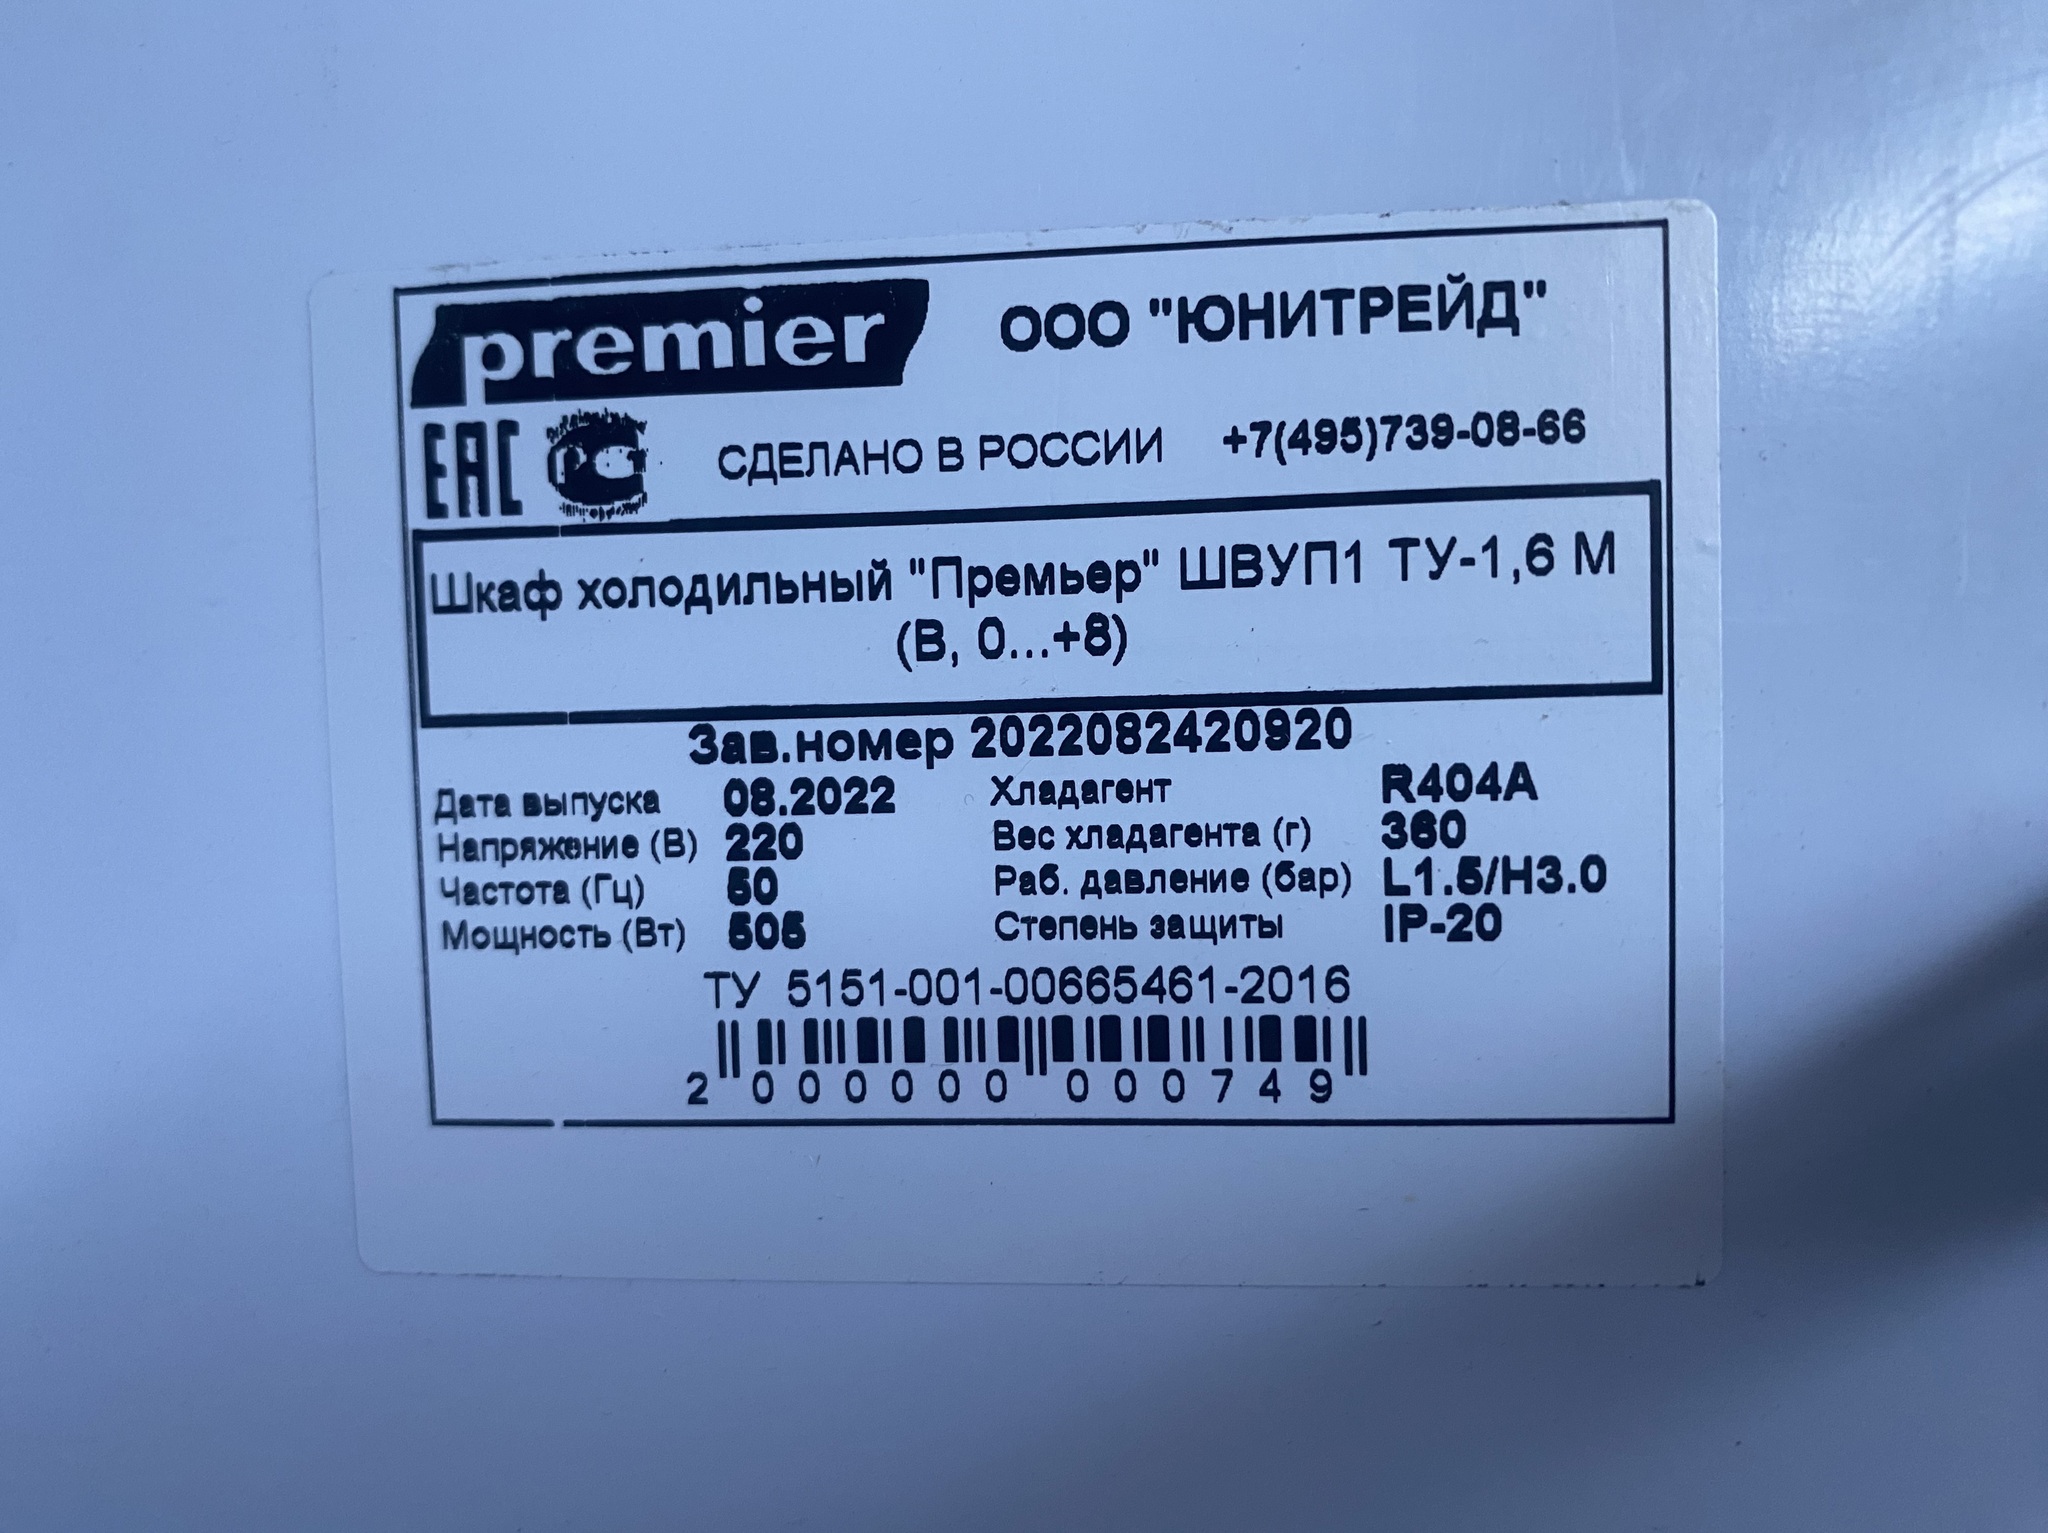 premier ООО "ЮНИТРЕЙД"
ЕАС РСТ СДЕЛАНО В РОССИИ +7(495)739-08-66
Шкаф холодильный "Премьер" ШВУП1 ТУ-1,6 М
(В, 0...+8)
Зав.номер 2022082420920
Дата выпуска 08.2022 Хладагент R404A
Напряжение (В) 220 Вес хладагента (г) 360
Частота (Гц) 50 Раб. давление (бар) L1.5/H3.0
Мощность (Вт) 505 Степень защиты IP-20
ТУ 5151-001-00665461-2016
2 000000 000749